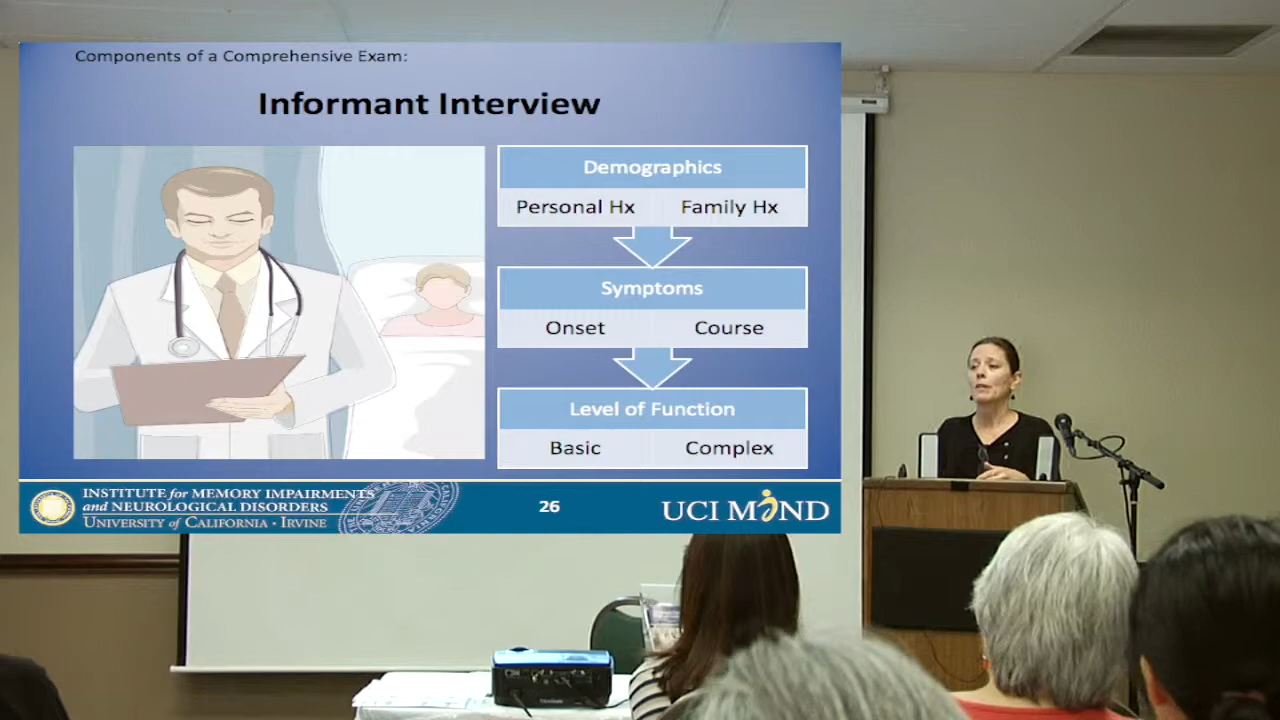 Components of a Comprehensive Exam:
Informant Interview
Demographics
Personal Hx Family Hx
Symptoms
Onset Course
Level of Function
Basic Complex
INSTITUTE for MEMORY IMPAIRMENTS
and NEUROLOGICAL DISORDERS
UNIVERSITY of CALIFORNIA • IRVINE
26
UCI MIND